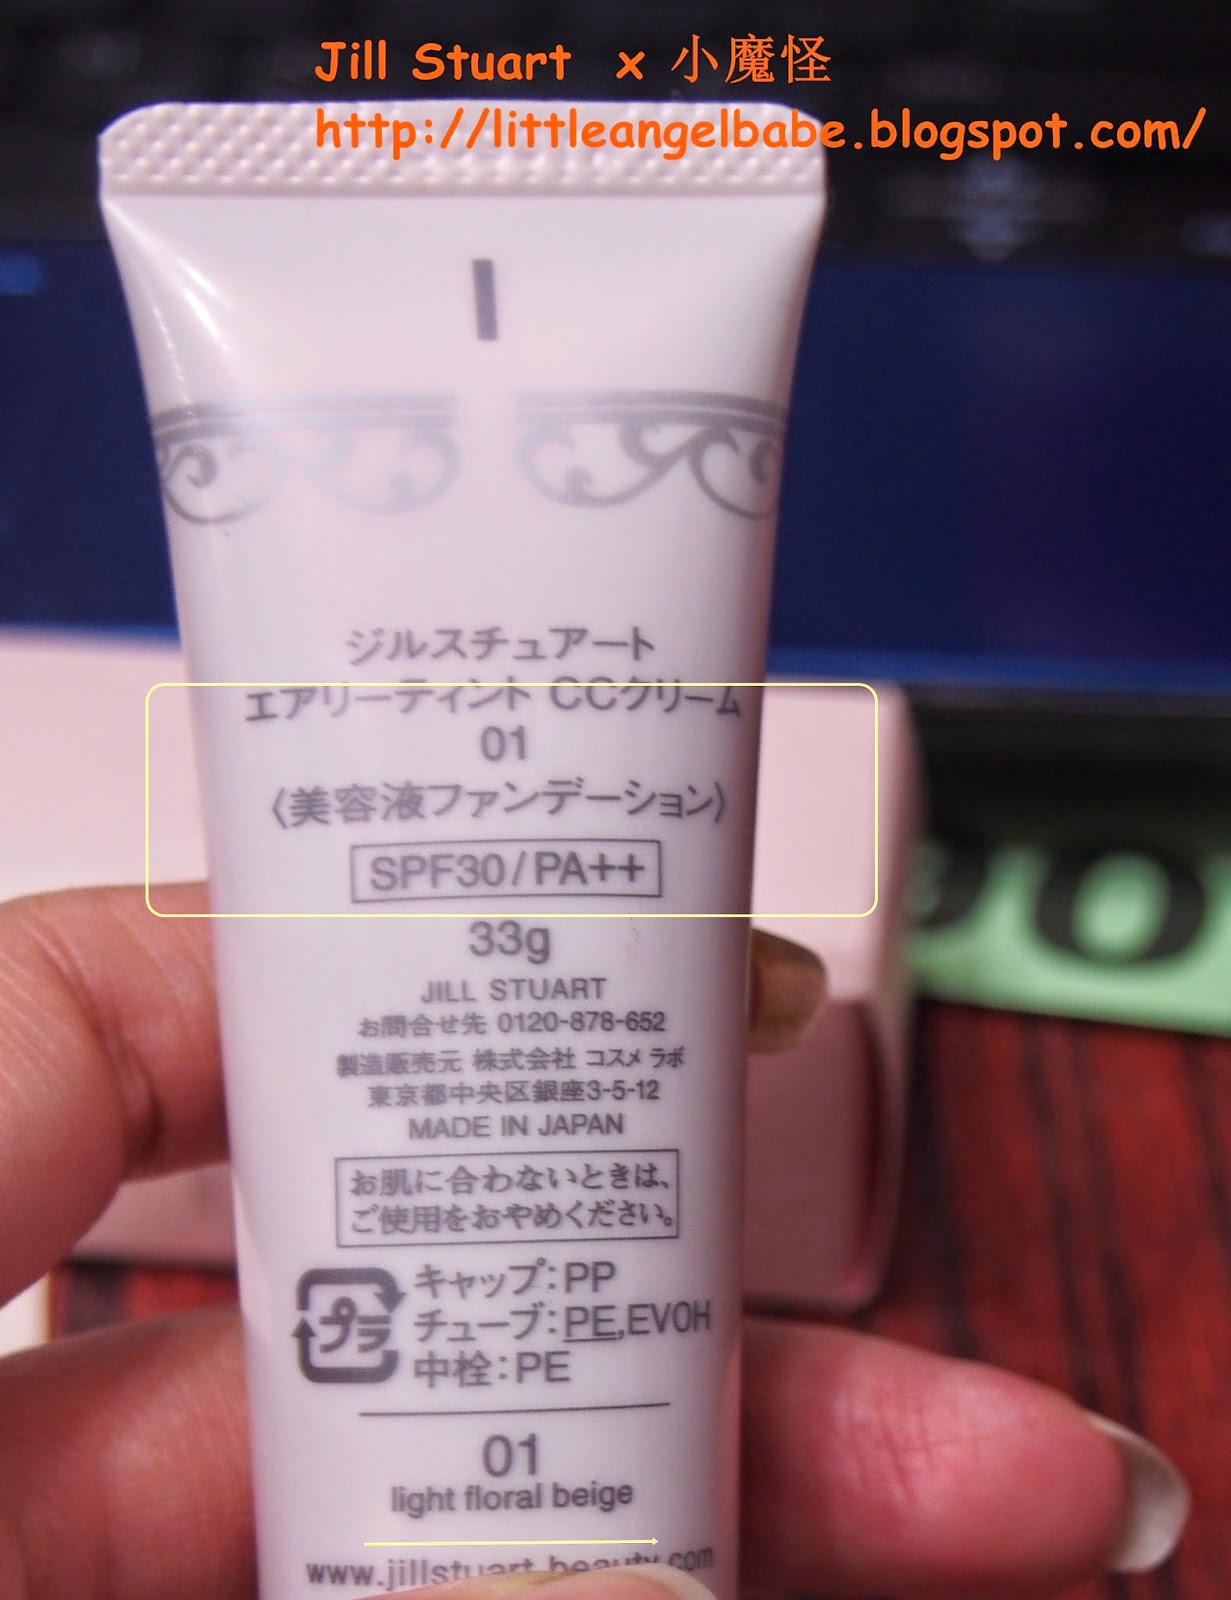 Jill Stuart x 小魔怪
http://littleangelbabe.blogspot.com/
ジルスチュアート
エアリーティント CCクリーム
01
〈美容液ファンデーション〉
SPF30/PA++
33g
JILL STUART
お問合せ先 0120-878-652
製造販売元 株式会社 コスメ ラボ
東京都中央区銀座3-5-12
MADE IN JAPAN
お肌に合わないときは、
ご使用をおやめください。
プラ
キャップ:PP
チューブ:PE,EVOH
中栓:PE
01
light floral beige
www.jillstuart-beauty.com